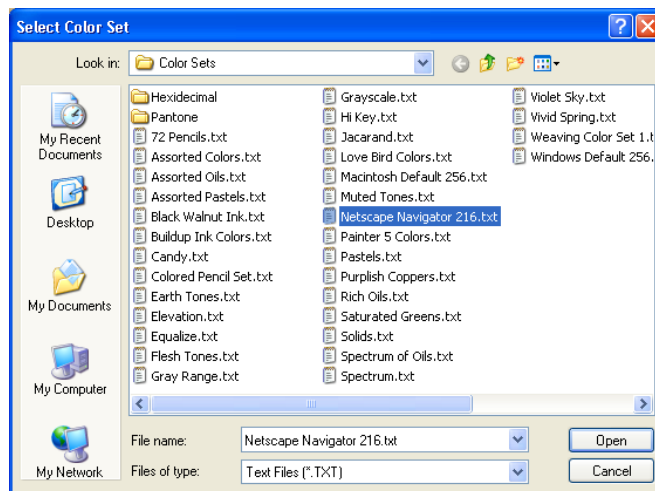 Select Color Set
Look in:
Color Sets
My Recent
Documents
Desktop
My Documents
My Computer
My Network
Hexidecimal
Pantone
72 Pencils.txt
Assorted Colors.txt
Assorted Oils.txt
Assorted Pastels.txt
Black Walnut Ink.txt
Buildup Ink Colors.txt
Candy.txt
Colored Pencil Set.txt
Earth Tones.txt
Elevation.txt
Equalize.txt
Flesh Tones.txt
Gray Range.txt
Grayscale.txt
Hi Key.txt
Jacarand.txt
Love Bird Colors.txt
Macintosh Default 256.txt
Muted Tones.txt
Netscape Navigator 216.txt
Painter 5 Colors.txt
Pastels.txt
Purplish Coppers.txt
Rich Oils.txt
Saturated Greens.txt
Solids.txt
Spectrum of Oils.txt
Spectrum.txt
Violet Sky.txt
Vivid Spring.txt
Weaving Color Set 1.t
Windows Default 256.
File name:
Netscape Navigator 216.txt
Open
Files of type:
Text Files (*.TXT)
Cancel